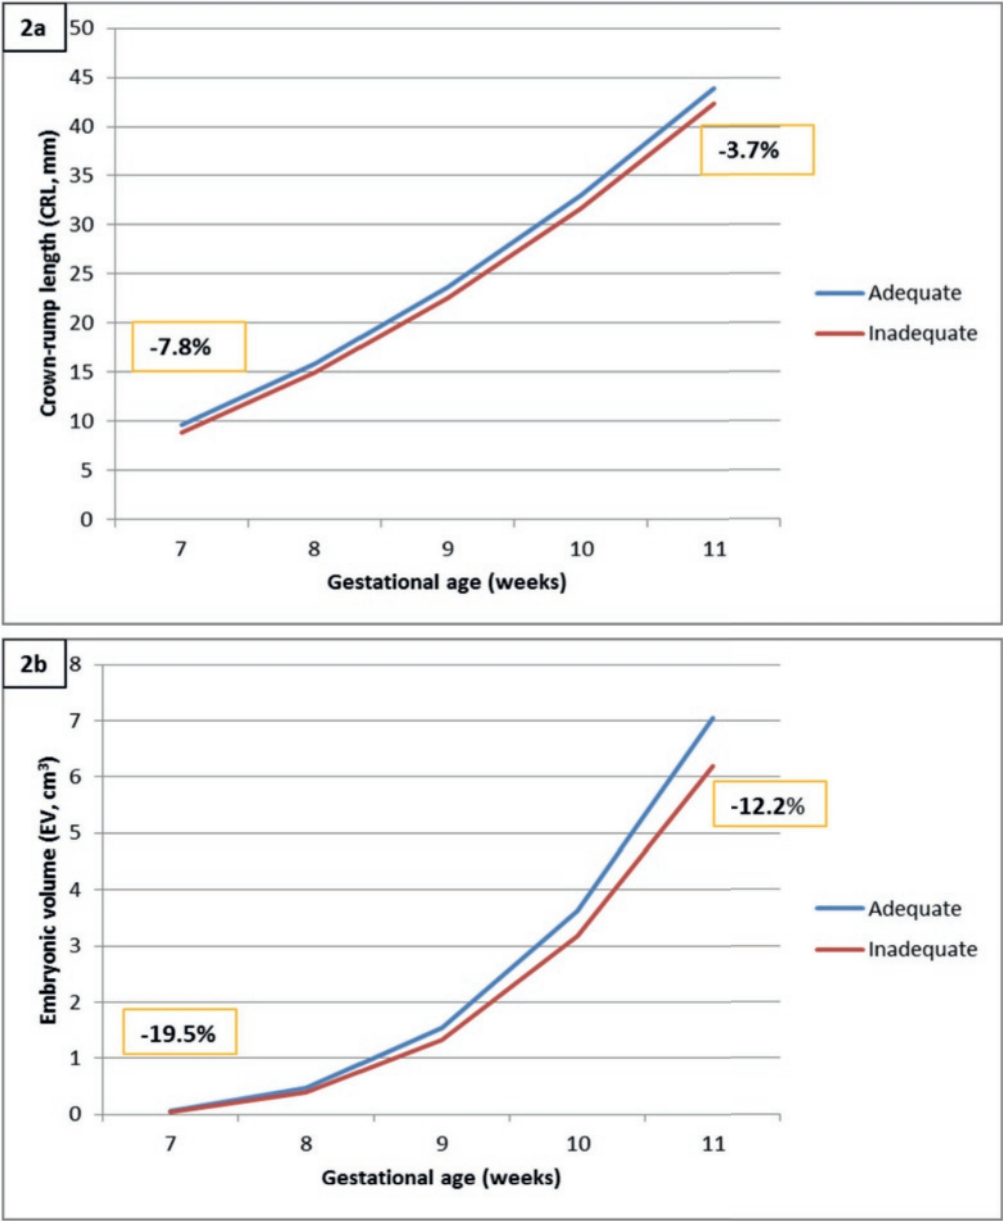 2a
50
45
40
35
30
25
20
15
10
5
0
Crown-rump length (CRL, mm)
-7.8%
-3.7%
Adequate
Inadequate
7 8 9 10 11
Gestational age (weeks)
2b
8
7
6
5
4
3
2
1
0
Embryonic volume (EV, cm³)
-19.5%
-12.2%
Adequate
Inadequate
7 8 9 10 11
Gestational age (weeks)